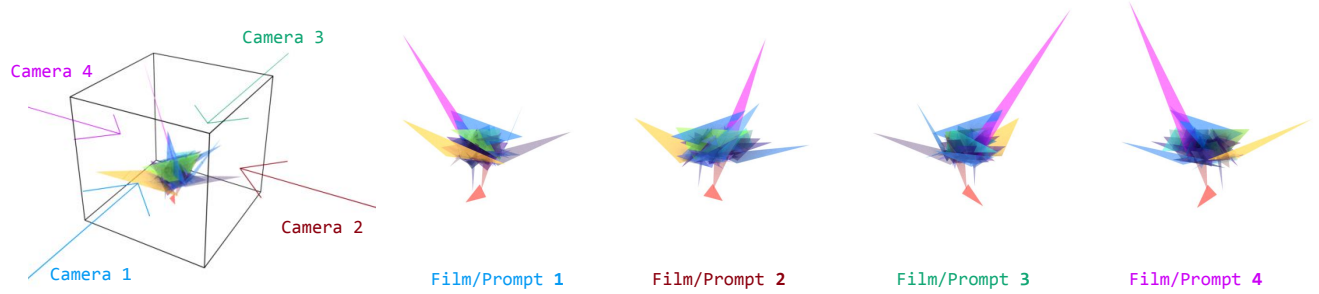 Camera 3
Camera 4
Camera 2
Camera 1
Film/Prompt 1
Film/Prompt 2
Film/Prompt 3
Film/Prompt 4